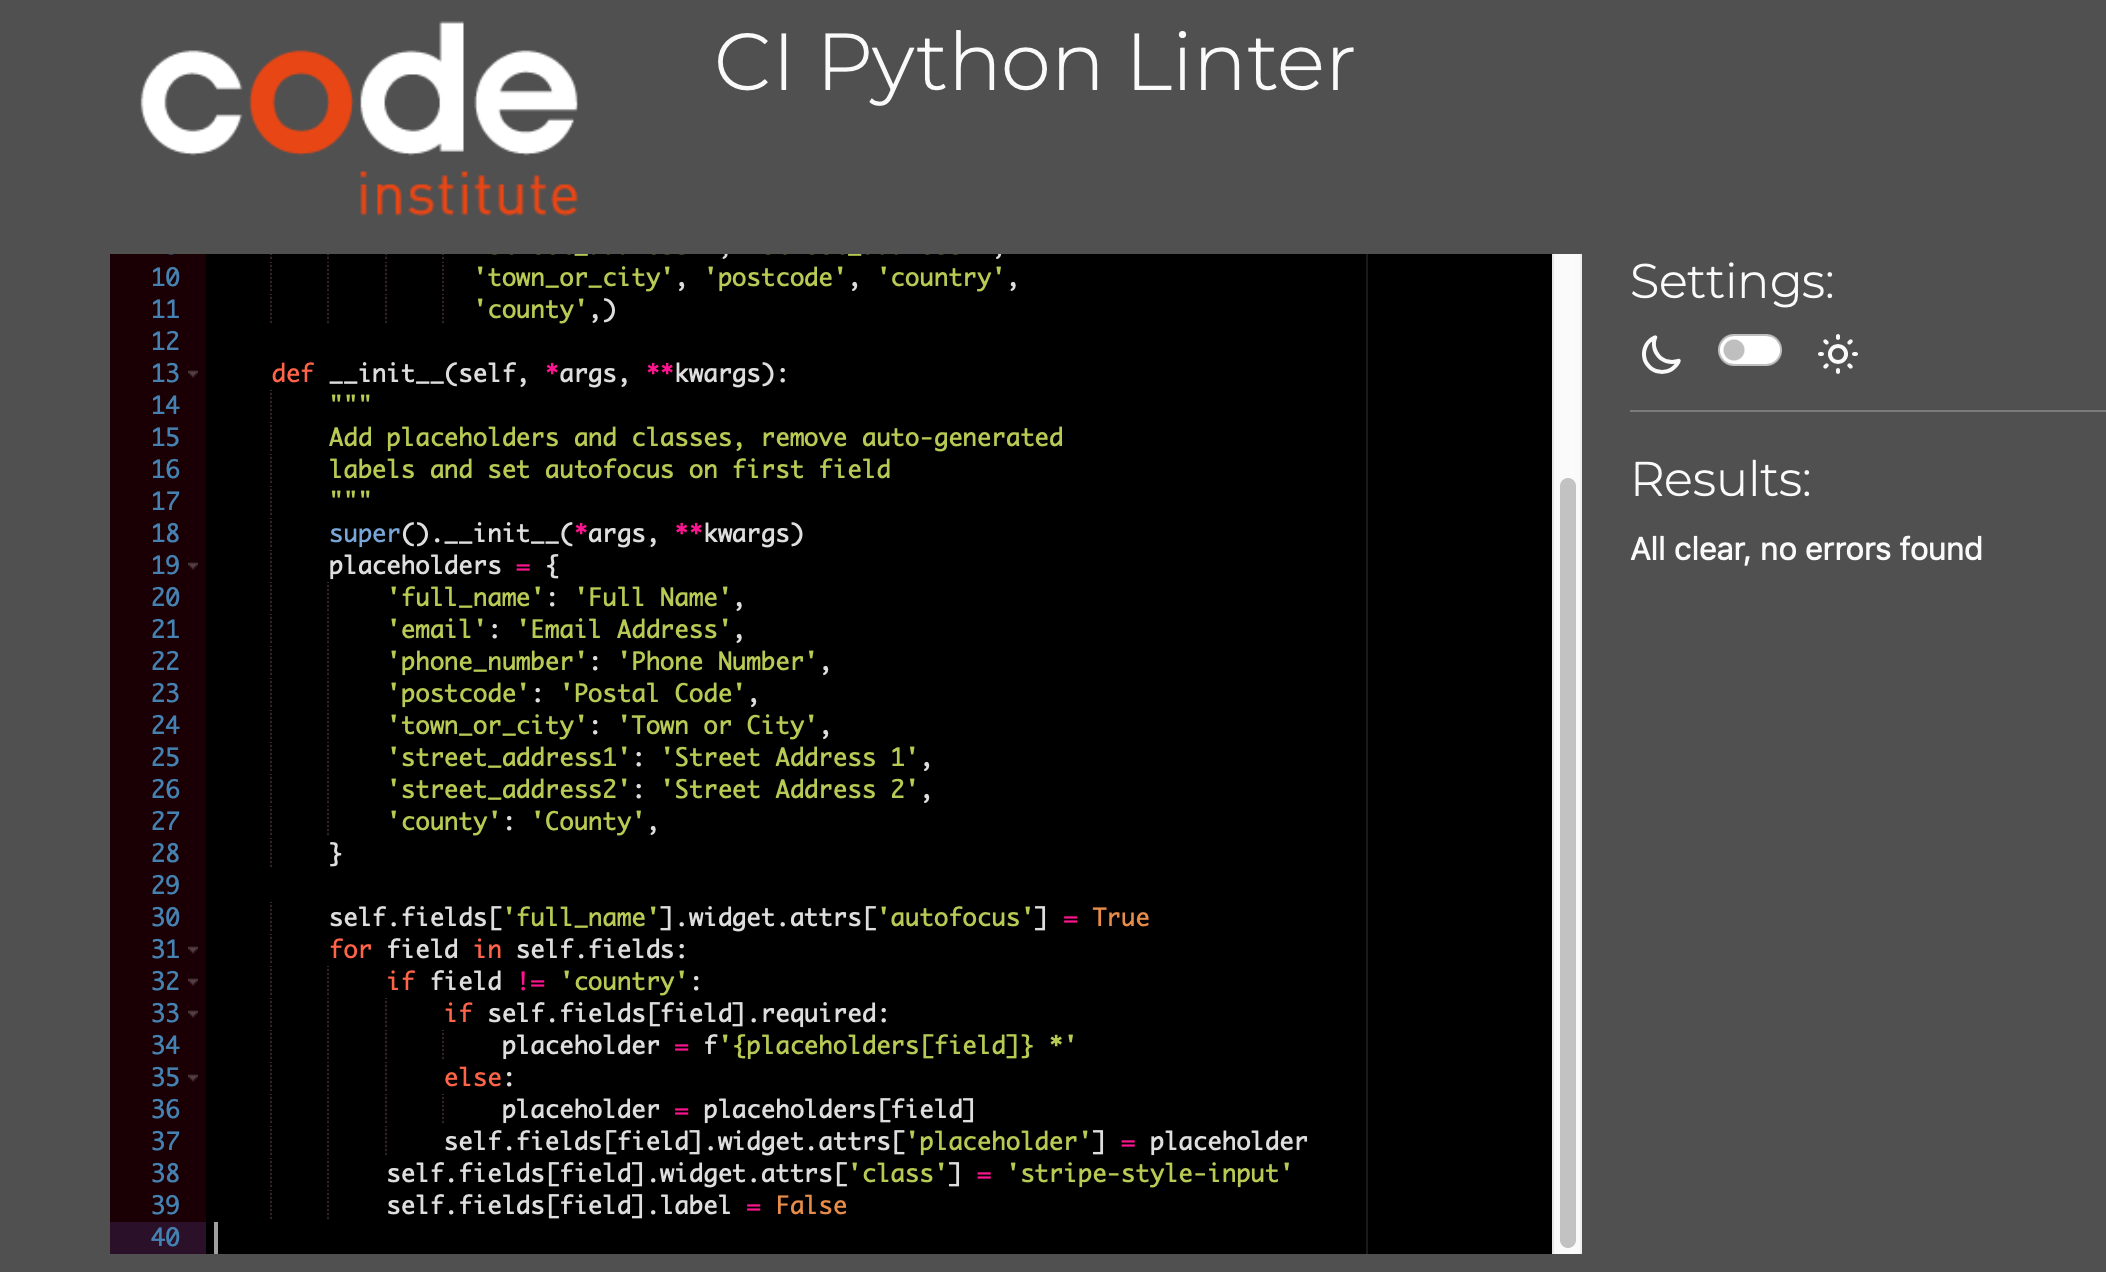 code
institute
CI Python Linter
10 'town_or_city', 'postcode', 'country',
11 'county',)
12
13 def __init__(self, *args, **kwargs):
14 """
15 Add placeholders and classes, remove auto-generated
16 labels and set autofocus on first field
17 """
18 super().__init__(*args, **kwargs)
19 placeholders = {
20 'full_name': 'Full Name',
21 'email': 'Email Address',
22 'phone_number': 'Phone Number',
23 'postcode': 'Postal Code',
24 'town_or_city': 'Town or City',
25 'street_address1': 'Street Address 1',
26 'street_address2': 'Street Address 2',
27 'county': 'County',
28 }
29
30 self.fields['full_name'].widget.attrs['autofocus'] = True
31 for field in self.fields:
32 if field != 'country':
33 if self.fields[field].required:
34 placeholder = f'{placeholders[field]} *'
35 else:
36 placeholder = placeholders[field]
37 self.fields[field].widget.attrs['placeholder'] = placeholder
38 self.fields[field].widget.attrs['class'] = 'stripe-style-input'
39 self.fields[field].label = False
40
Settings:
Results:
All clear, no errors found